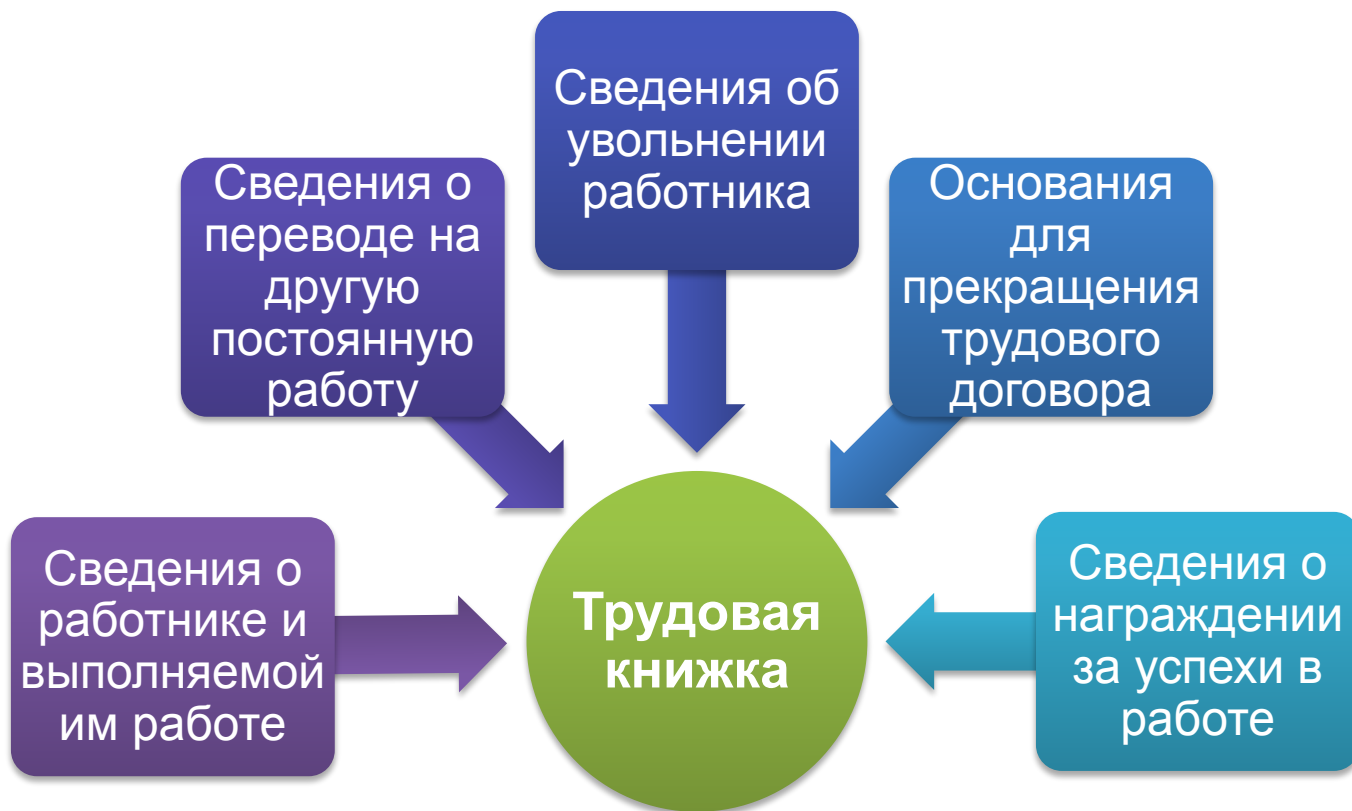 Сведения об
увольнении
работника
Сведения о
переводе на
другую
постоянную
работу
Основания
для
прекращения
трудового
договора
Сведения о
работнике и
выполняемой
им работе
Трудовая
книжка
Сведения о
награждении
за успехи в
работе